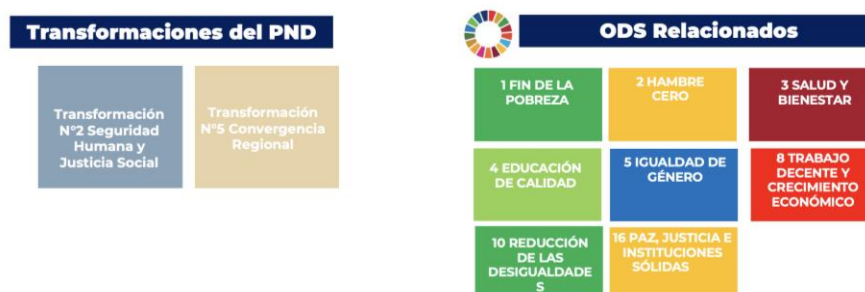 Transformaciones del PND
Transformación
N°2 Seguridad
Humana y
Justicia Social
Transformación
N°5 Convergencia
Regional
ODS Relacionados
1 FIN DE LA
POBREZA
2 HAMBRE
CERO
3 SALUD Y
BIENESTAR
4 EDUCACIÓN
DE CALIDAD
5 IGUALDAD DE
GÉNERO
8 TRABAJO
DECENTE Y
CRECIMIENTO
ECONÓMICO
10 REDUCCIÓN
DE LAS
DESIGUALDADE
S
16 PAZ, JUSTICIA E
INSTITUCIONES
SÓLIDAS